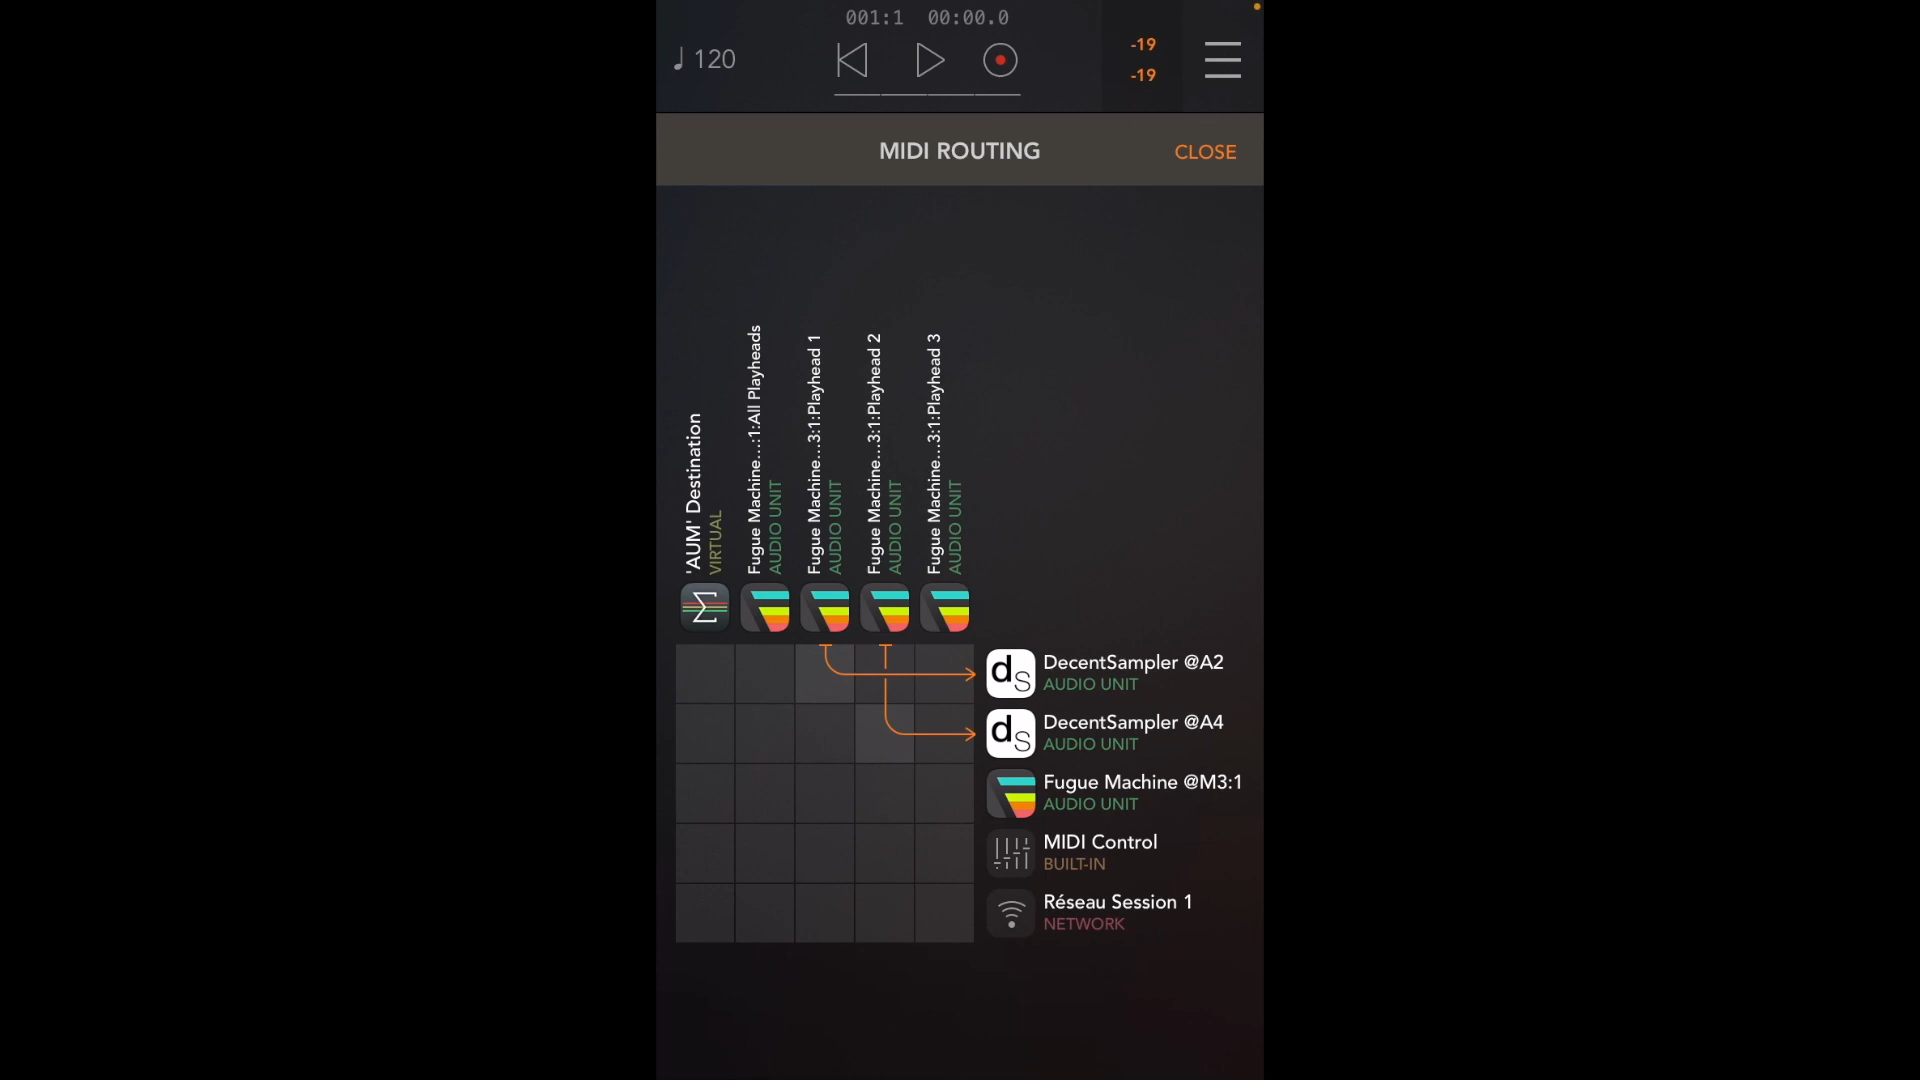 001:1 00:00.0
♩ 120
-19
-19
MIDI ROUTING
CLOSE
'AUM' Destination
VIRTUAL
Fugue Machine...:1:All Playheads
AUDIO UNIT
Fugue Machine...3:1:Playhead 1
AUDIO UNIT
Fugue Machine...3:1:Playhead 2
AUDIO UNIT
Fugue Machine...3:1:Playhead 3
AUDIO UNIT
dS
DecentSampler @A2
AUDIO UNIT
dS
DecentSampler @A4
AUDIO UNIT
Fugue Machine @M3:1
AUDIO UNIT
MIDI Control
BUILT-IN
Réseau Session 1
NETWORK